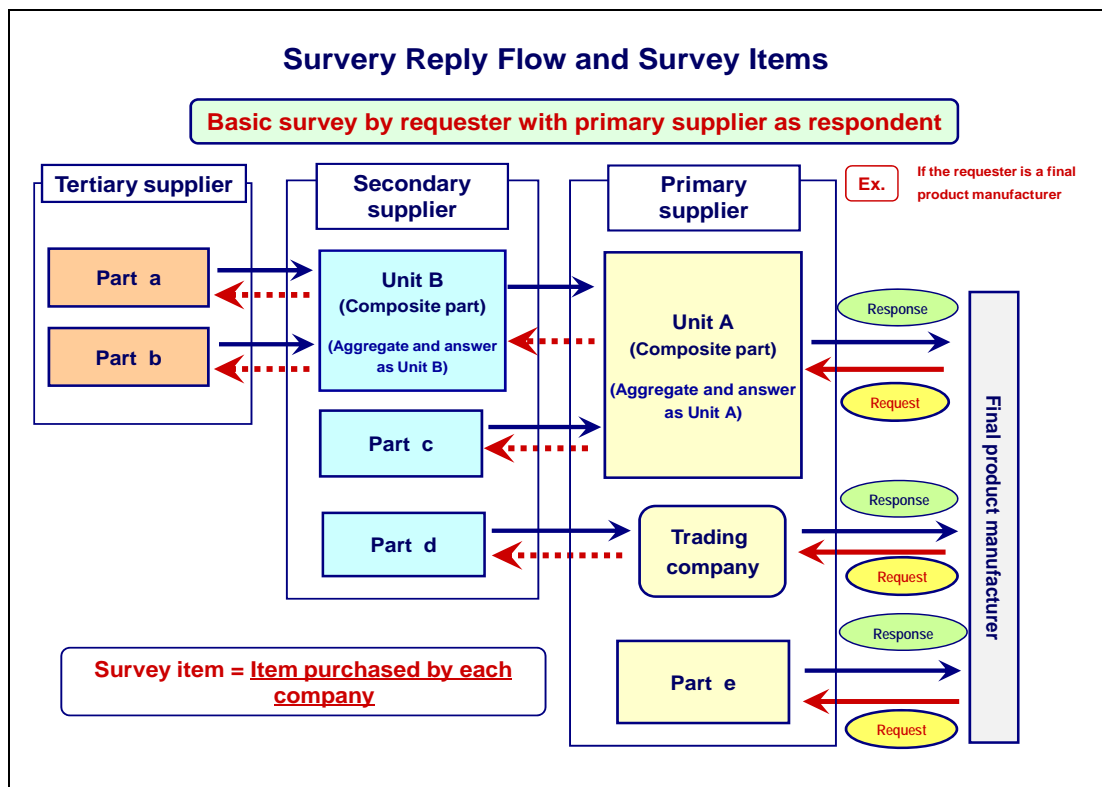 Survery Reply Flow and Survey Items
Basic survey by requester with primary supplier as respondent
Ex.
If the requester is a final
product manufacturer
Tertiary supplier
Secondary
supplier
Primary
supplier
Part a
Part b
Unit B
(Composite part)
(Aggregate and answer
as Unit B)
Part c
Part d
Unit A
(Composite part)
(Aggregate and answer
as Unit A)
Trading
company
Part e
Response
Request
Response
Request
Response
Request
Final product manufacturer
Survey item = Item purchased by each
company